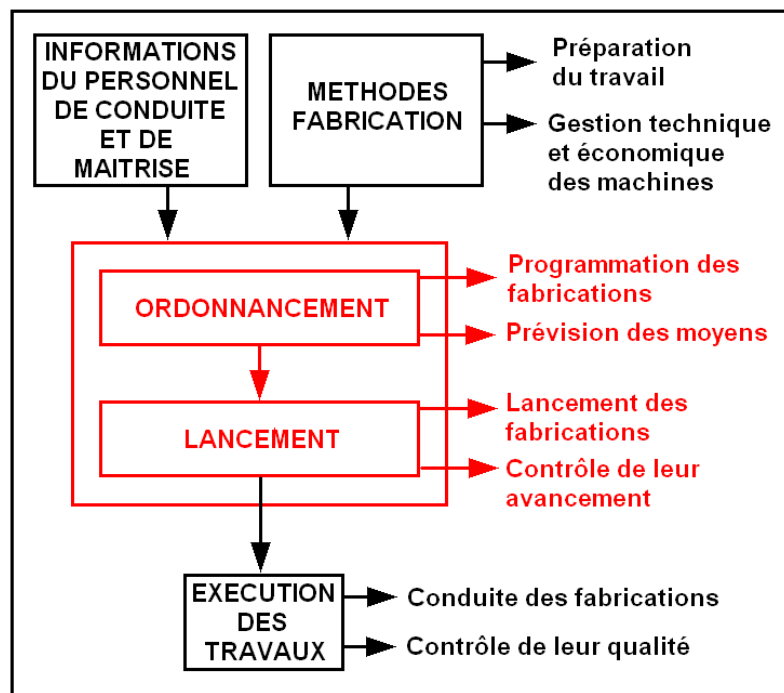 INFORMATIONS
DU PERSONNEL
DE CONDUITE
ET DE
MAITRISE
METHODES
FABRICATION
Préparation
du travail
Gestion technique
et économique
des machines
ORDONNANCEMENT
Programmation des
fabrications
Prévision des moyens
LANCEMENT
Lancement des
fabrications
Contrôle de leur
avancement
EXECUTION
DES
TRAVAUX
Conduite des fabrications
Contrôle de leur qualité